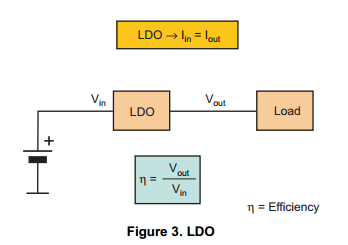 LDO → Iin = Iout
Vin
LDO
Vout
Load
+
η = Vout / Vin
η = Efficiency
Figure 3. LDO